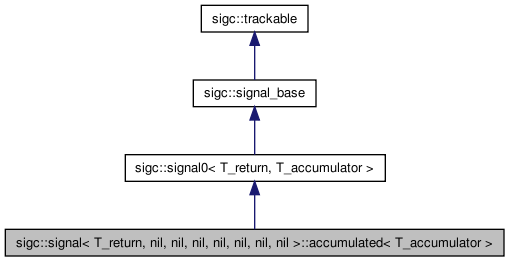 sigc::trackable
sigc::signal_base
sigc::signal0< T_return, T_accumulator >
sigc::signal< T_return, nil, nil, nil, nil, nil, nil, nil >::accumulated< T_accumulator >